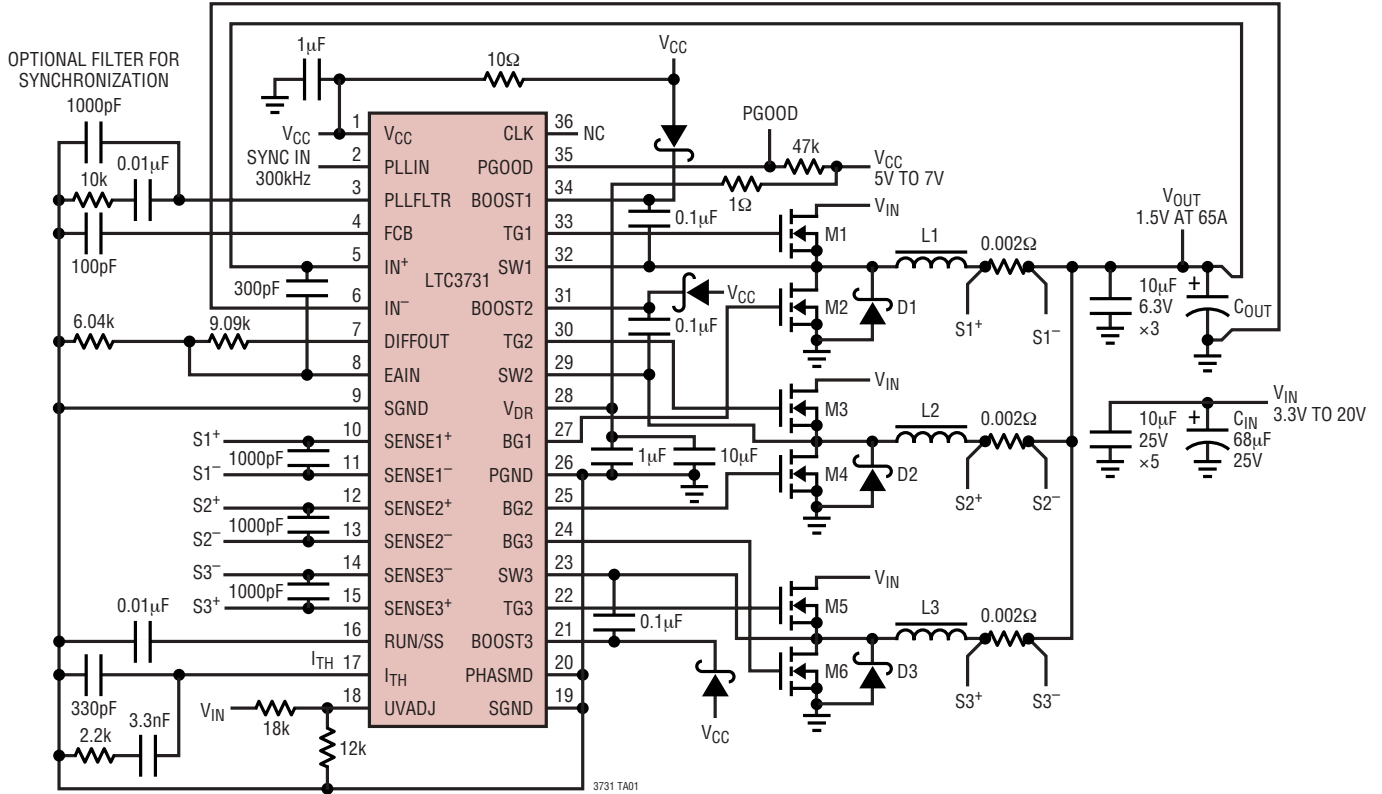 OPTIONAL FILTER FOR
SYNCHRONIZATION
1000pF
0.01µF
10k
100pF
1µF
10Ω
VCC
VCC
SYNC IN
300kHz
300pF
6.04k
9.09k
S1+
1000pF
S1−
S2+
1000pF
S2−
S3−
1000pF
S3+
0.01µF
ITH
330pF
2.2k
3.3nF
VIN
18k
12k
LTC3731
1 VCC
2 PLLIN
3 PLLFLTR
4 FCB
5 IN+
6 IN−
7 DIFFOUT
8 EAIN
9 SGND
10 SENSE1+
11 SENSE1−
12 SENSE2+
13 SENSE2−
14 SENSE3−
15 SENSE3+
16 RUN/SS
17 ITH
18 UVADJ
CLK 36
NC
PGOOD 35
BOOST1 34
TG1 33
SW1 32
BOOST2 31
TG2 30
SW2 29
VDR 28
BG1 27
PGND 26
BG2 25
BG3 24
SW3 23
TG3 22
BOOST3 21
PHASMD 20
SGND 19
PGOOD
47k
VCC
5V TO 7V
1Ω
0.1µF
VCC
0.1µF
1µF
10µF
0.1µF
VCC
VIN
M1
M2
D1
L1
0.002Ω
S1+
S1−
VIN
M3
M4
D2
L2
0.002Ω
S2+
S2−
VIN
M5
M6
D3
L3
0.002Ω
S3+
S3−
VOUT
1.5V AT 65A
10µF
6.3V
×3
+
COUT
VIN
3.3V TO 20V
10µF
25V
×5
+
CIN
68µF
25V
3731 TA01